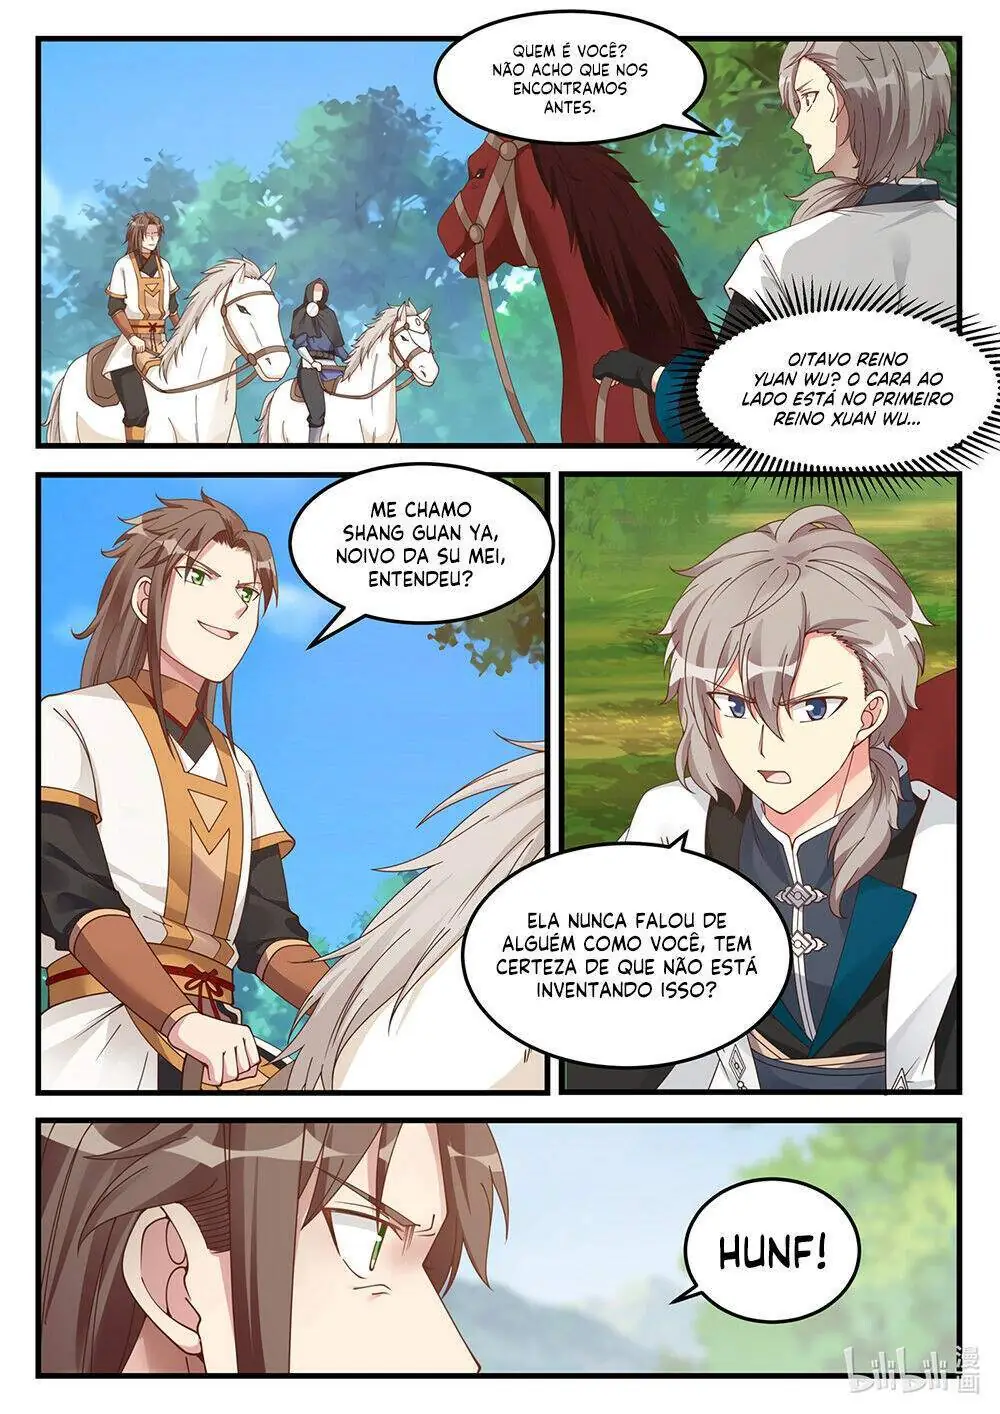 QUEM É VOCÊ?
NÃO ACHO QUE NOS
ENCONTRAMOS
ANTES.
OITAVO REINO
YUAN WU? O CARA AO
LADO ESTÁ NO PRIMEIRO
REINO XUAN WU...
ME CHAMO
SHANG GUAN YA,
NOIVO DA SU MEI,
ENTENDEU?
ELA NUNCA FALOU DE
ALGUÉM COMO VOCÊ, TEM
CERTEZA DE QUE NÃO ESTÁ
INVENTANDO ISSO?
HUNF!
bilibili 漫画